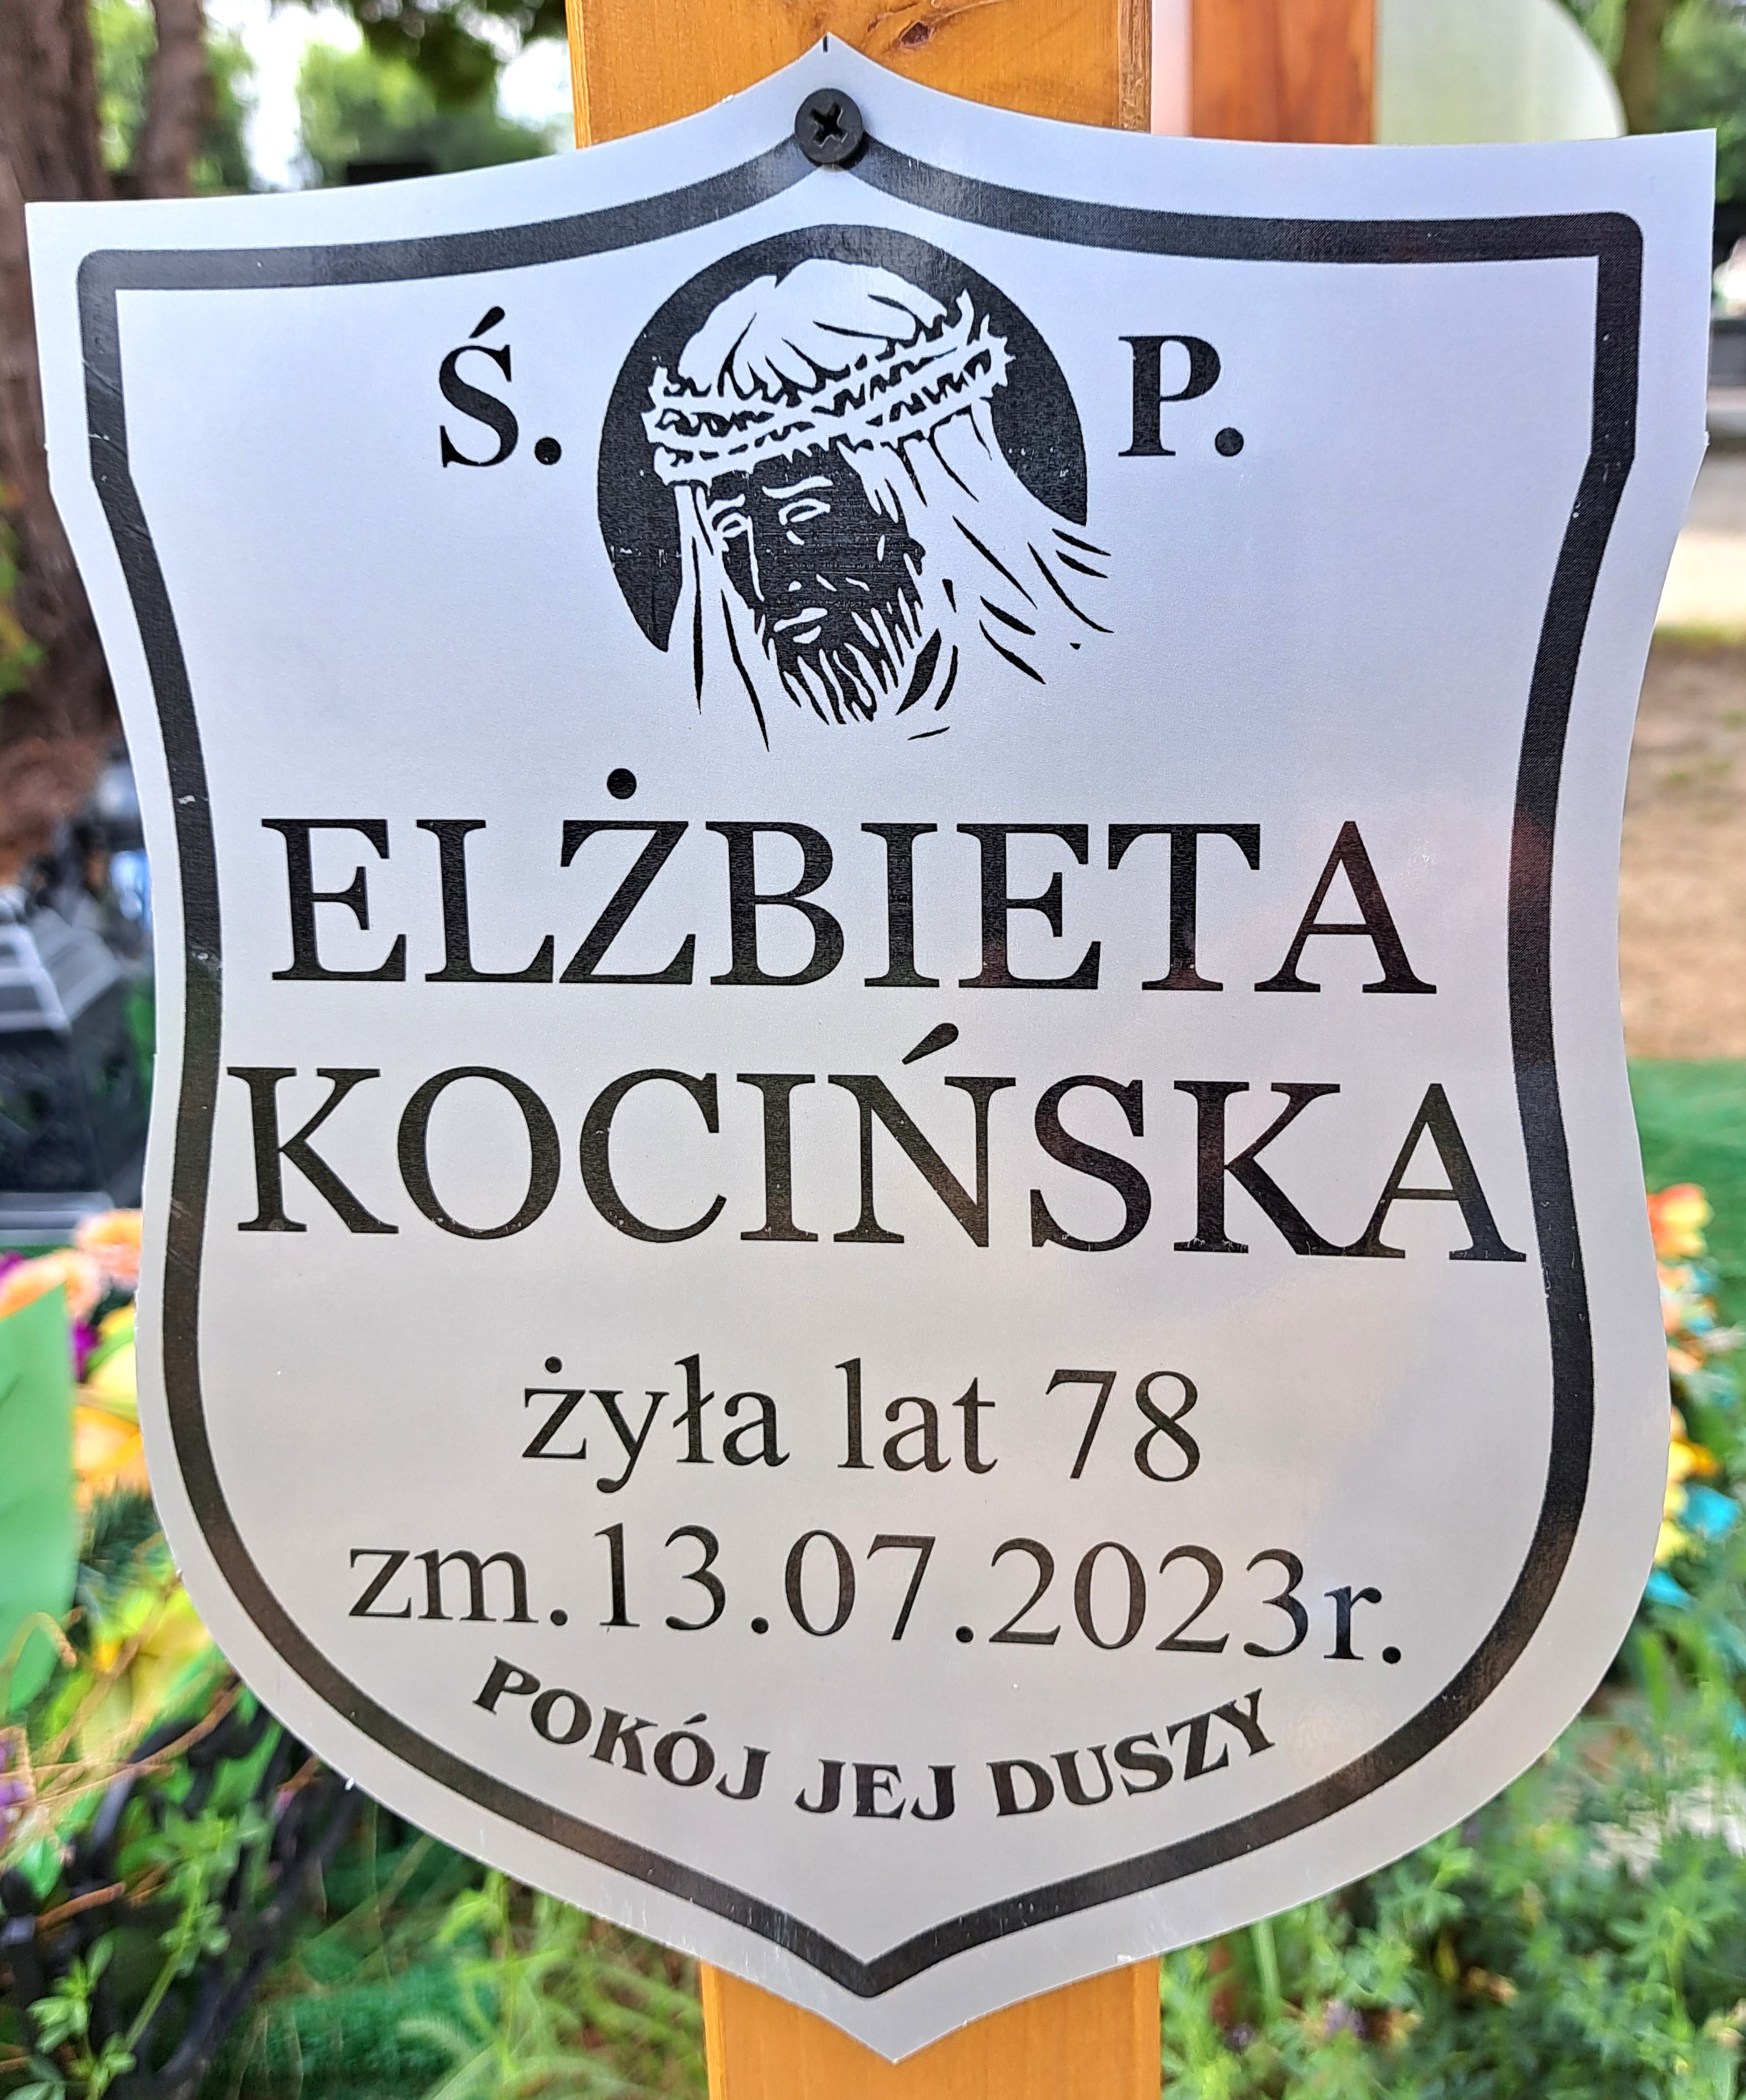 Ś. P.
ELŻBIETA
KOCIŃSKA
żyła lat 78
zm.13.07.2023r.
POKÓJ JEJ DUSZY